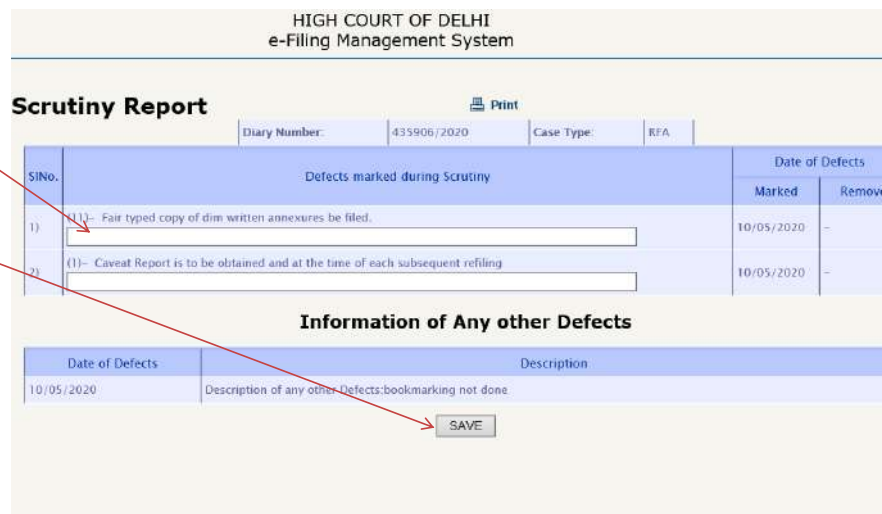 HIGH COURT OF DELHI
e-Filing Management System
Scrutiny Report
Print
Diary Number: 435906/2020 Case Type: RFA
SlNo. Defects marked during Scrutiny Date of Defects
Marked Remove
1) (11)– Fair typed copy of dim written annexures be filed. 10/05/2020 –
2) (1)– Caveat Report is to be obtained and at the time of each subsequent refiling 10/05/2020 –
Information of Any other Defects
Date of Defects Description
10/05/2020 Description of any other Defects:bookmarking not done
SAVE